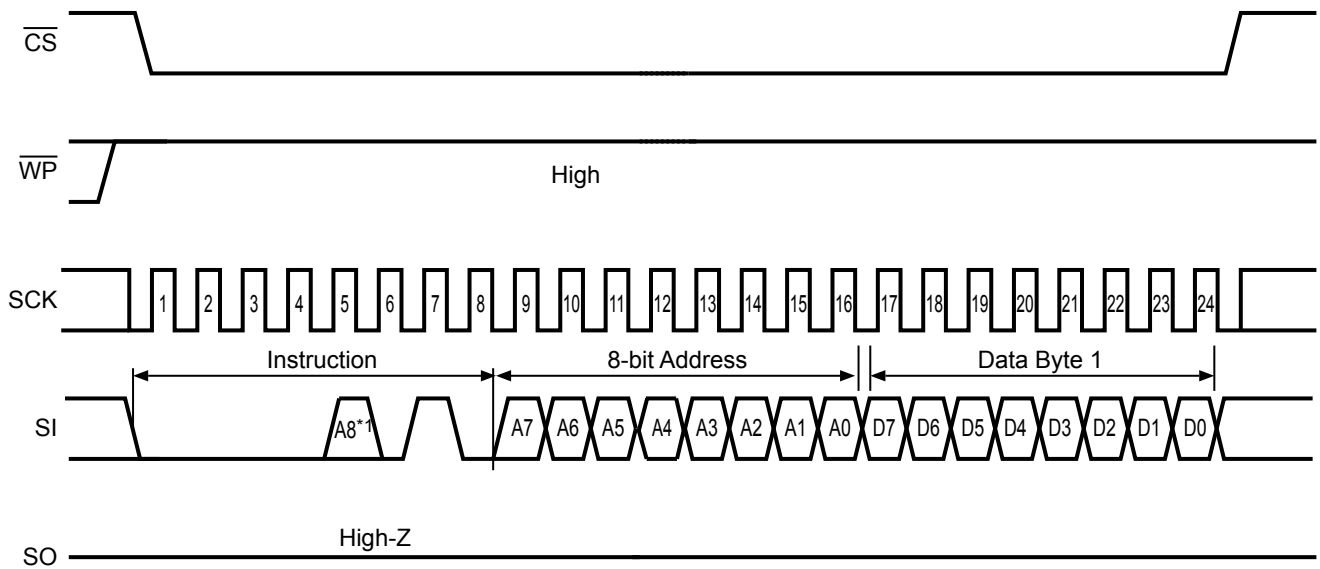 CS
WP
High
SCK
1 2 3 4 5 6 7 8 9 10 11 12 13 14 15 16 17 18 19 20 21 22 23 24
Instruction 8-bit Address Data Byte 1
SI
A8*1 A7 A6 A5 A4 A3 A2 A1 A0 D7 D6 D5 D4 D3 D2 D1 D0
High-Z
SO